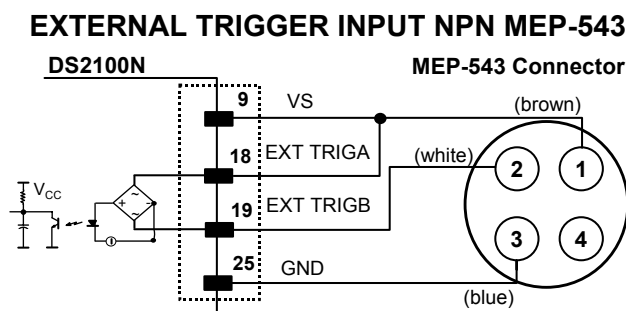 EXTERNAL TRIGGER INPUT NPN MEP-543
DS2100N
MEP-543 Connector
9 VS (brown)
18 EXT TRIGA (white) 2 1
VCC + ~ ~ -
19 EXT TRIGB
3 4
25 GND
(blue)